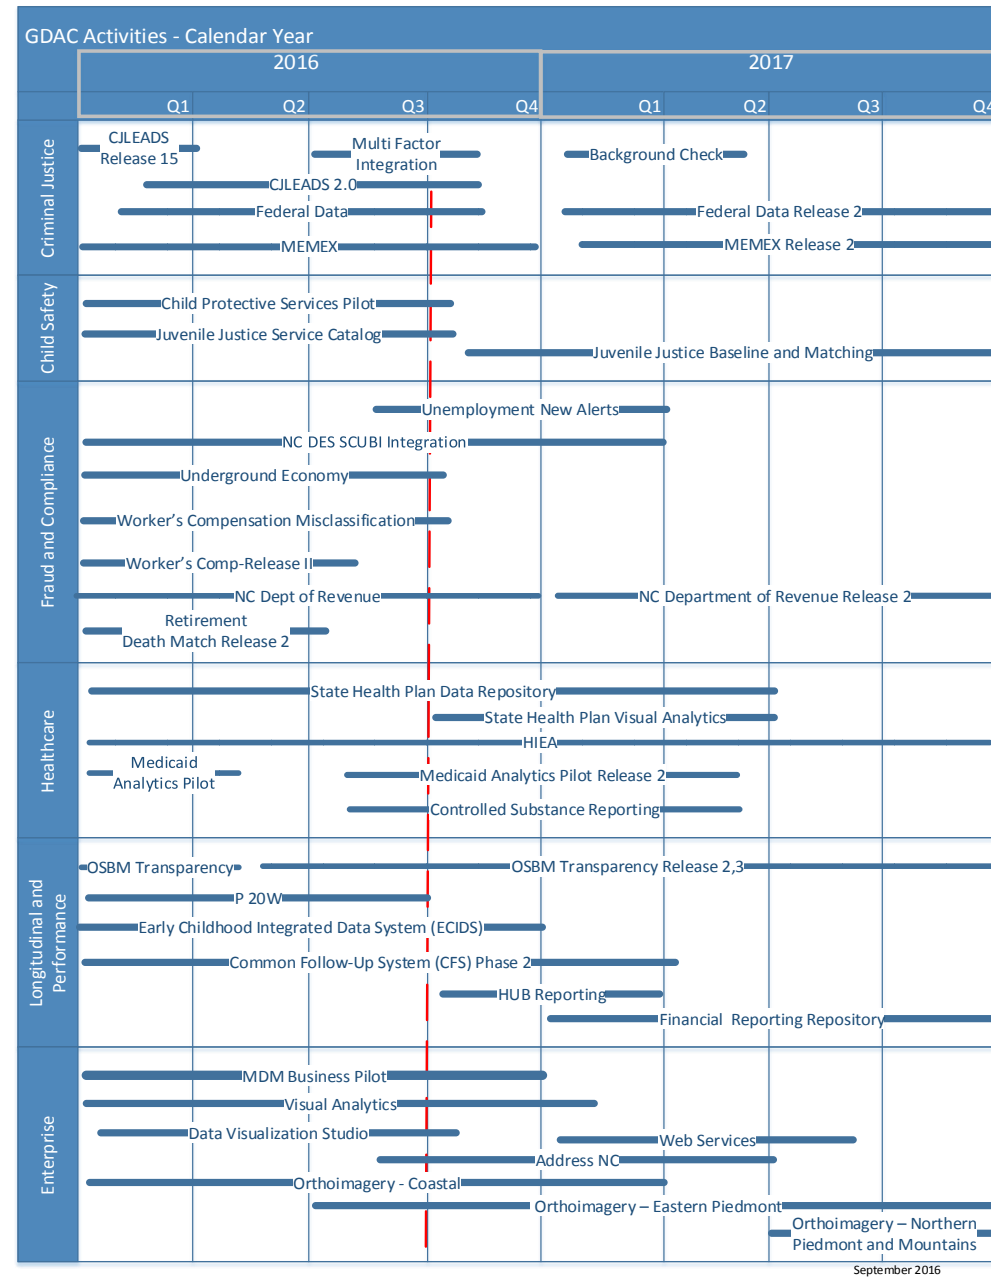 GDAC Activities - Calendar Year
2016
2017
Q1
Q2
Q3
Q4
Q1
Q2
Q3
Q4
Criminal Justice
CJLEADS
Release 15
Multi Factor
Integration
Background Check
CJLEADS 2.0
Federal Data
Federal Data Release 2
MEMEX
MEMEX Release 2
Child Safety
Child Protective Services Pilot
Juvenile Justice Service Catalog
Juvenile Justice Baseline and Matching
Fraud and Compliance
Unemployment New Alerts
NC DES SCUBI Integration
Underground Economy
Worker's Compensation Misclassification
Worker's Comp-Release II
NC Dept of Revenue
NC Department of Revenue Release 2
Retirement
Death Match Release 2
Healthcare
State Health Plan Data Repository
State Health Plan Visual Analytics
HIEA
Medicaid
Analytics Pilot
Medicaid Analytics Pilot Release 2
Controlled Substance Reporting
Longitudinal and
Performance
OSBM Transparency
OSBM Transparency Release 2,3
P 20W
Early Childhood Integrated Data System (ECIDS)
Common Follow-Up System (CFS) Phase 2
HUB Reporting
Financial  Reporting Repository
Enterprise
MDM Business Pilot
Visual Analytics
Data Visualization Studio
Web Services
Address NC
Orthoimagery - Coastal
Orthoimagery – Eastern Piedmont
Orthoimagery – Northern
Piedmont and Mountains
September 2016